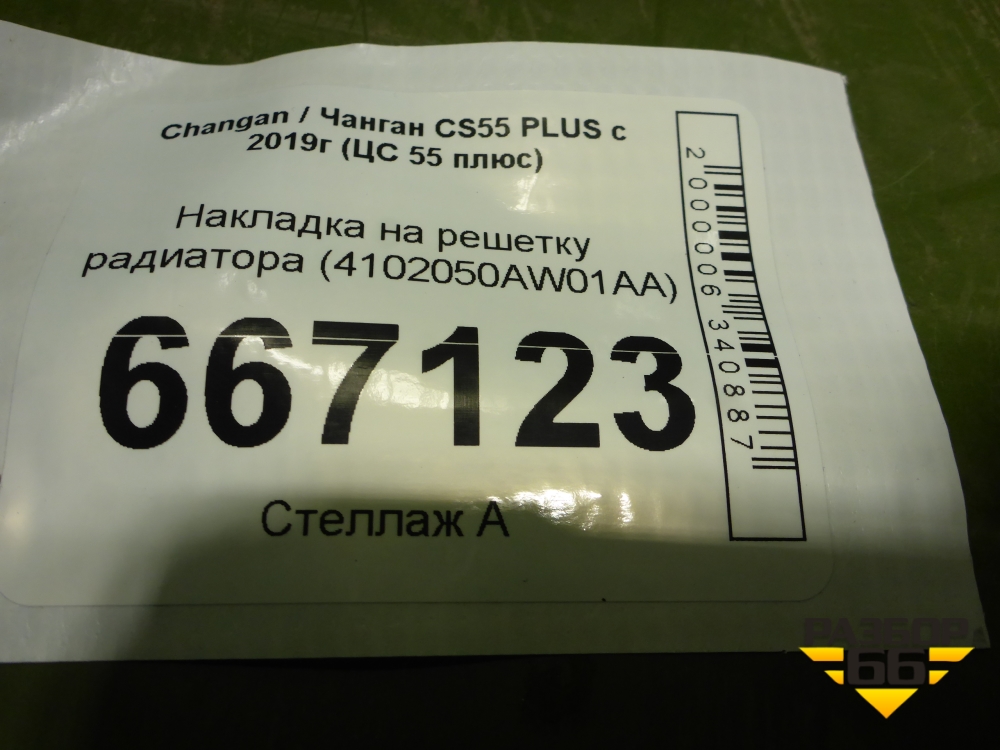 Changan / Чанган CS55 PLUS с
2019г (ЦС 55 плюс)
Накладка на решетку
радиатора (4102050AW01AA)
667123
Стеллаж А
2000006340887
РАЗБОР
66